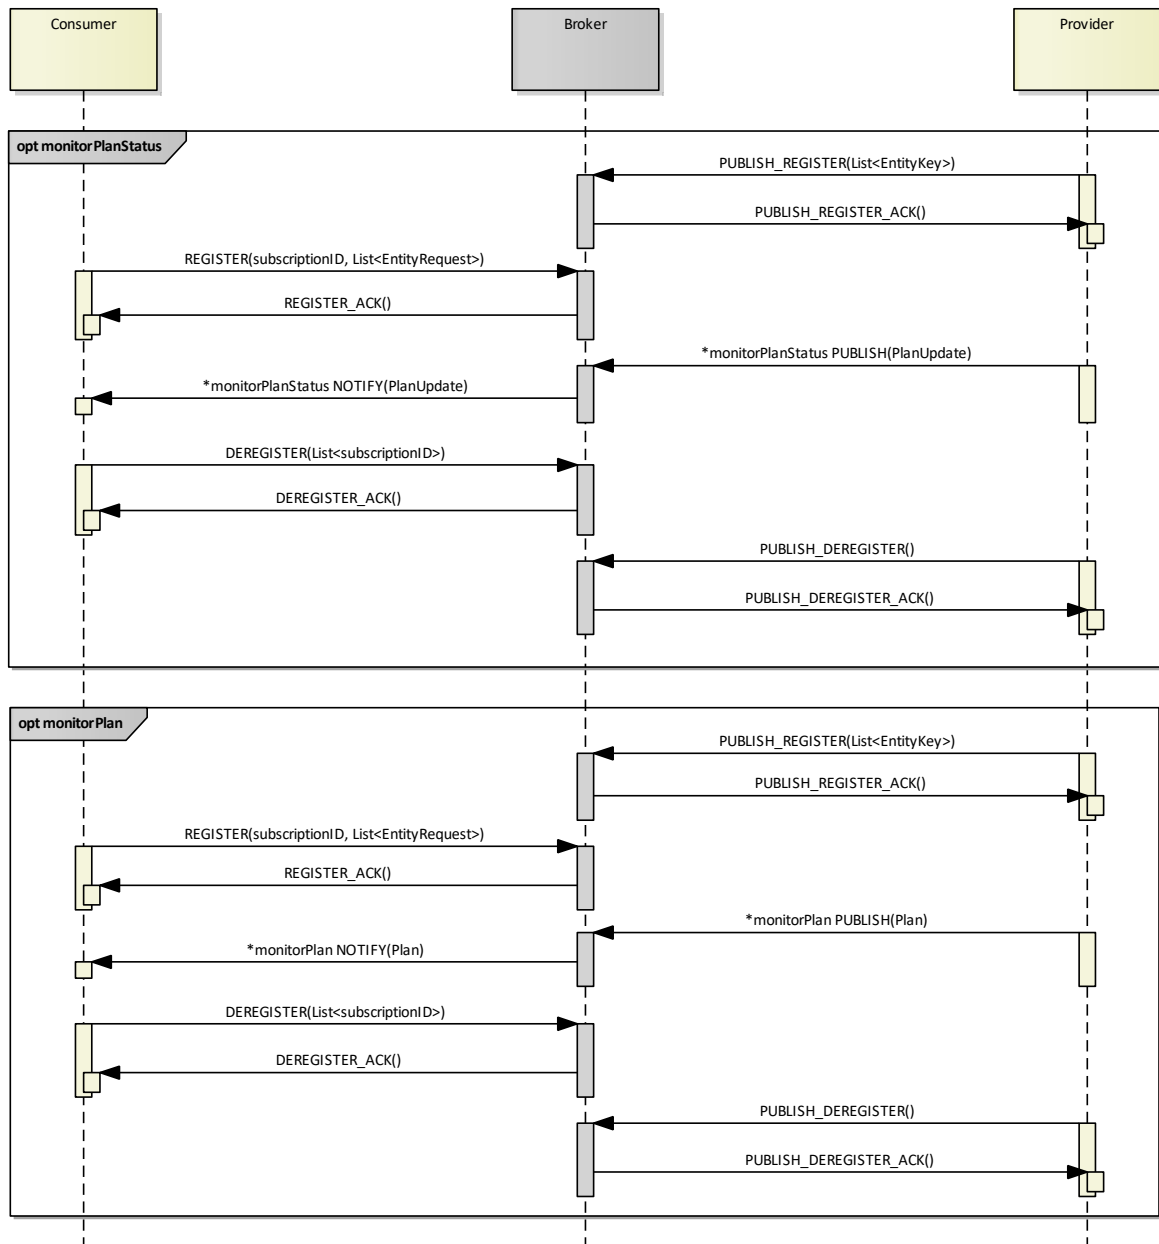 Consumer
Broker
Provider
opt monitorPlanStatus
PUBLISH_REGISTER(List<EntityKey>)
PUBLISH_REGISTER_ACK()
REGISTER(subscriptionID, List<EntityRequest>)
REGISTER_ACK()
*monitorPlanStatus PUBLISH(PlanUpdate)
*monitorPlanStatus NOTIFY(PlanUpdate)
DEREGISTER(List<subscriptionID>)
DEREGISTER_ACK()
PUBLISH_DEREGISTER()
PUBLISH_DEREGISTER_ACK()
opt monitorPlan
PUBLISH_REGISTER(List<EntityKey>)
PUBLISH_REGISTER_ACK()
REGISTER(subscriptionID, List<EntityRequest>)
REGISTER_ACK()
*monitorPlan PUBLISH(Plan)
*monitorPlan NOTIFY(Plan)
DEREGISTER(List<subscriptionID>)
DEREGISTER_ACK()
PUBLISH_DEREGISTER()
PUBLISH_DEREGISTER_ACK()